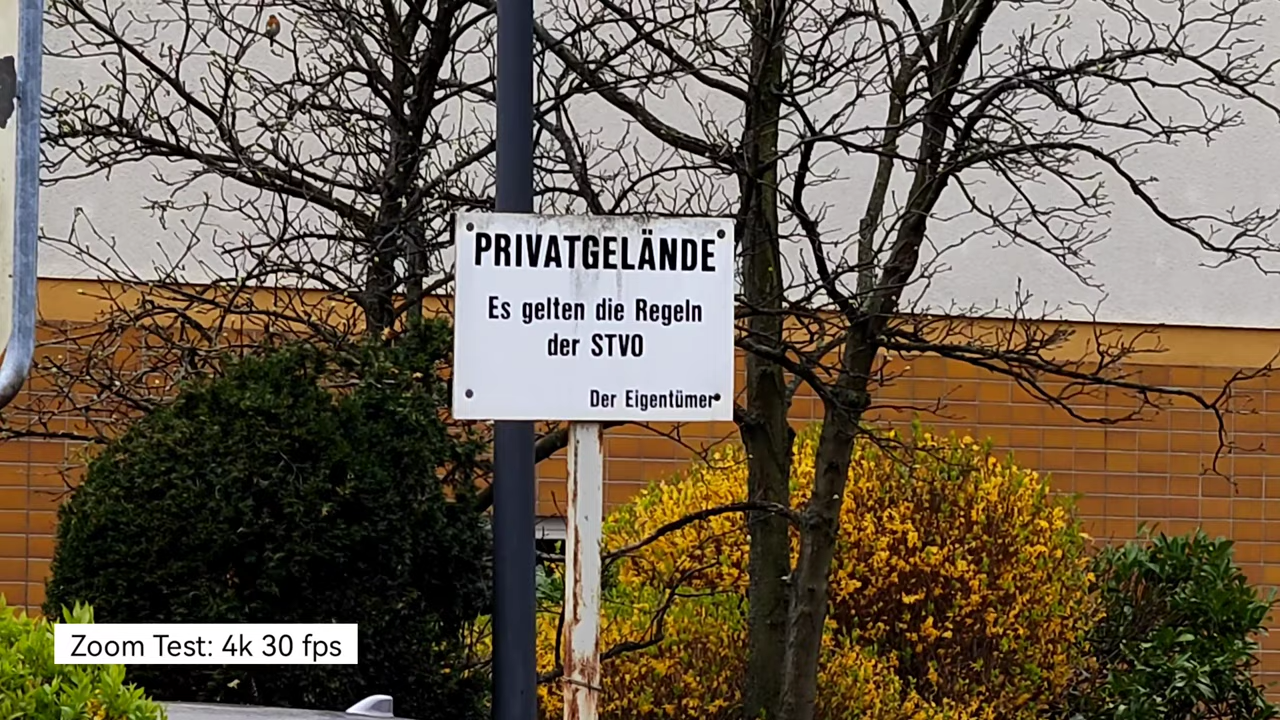 PRIVATGELÄNDE
Es gelten die Regeln
der STVO
Der Eigentümer
Zoom Test: 4k 30 fps